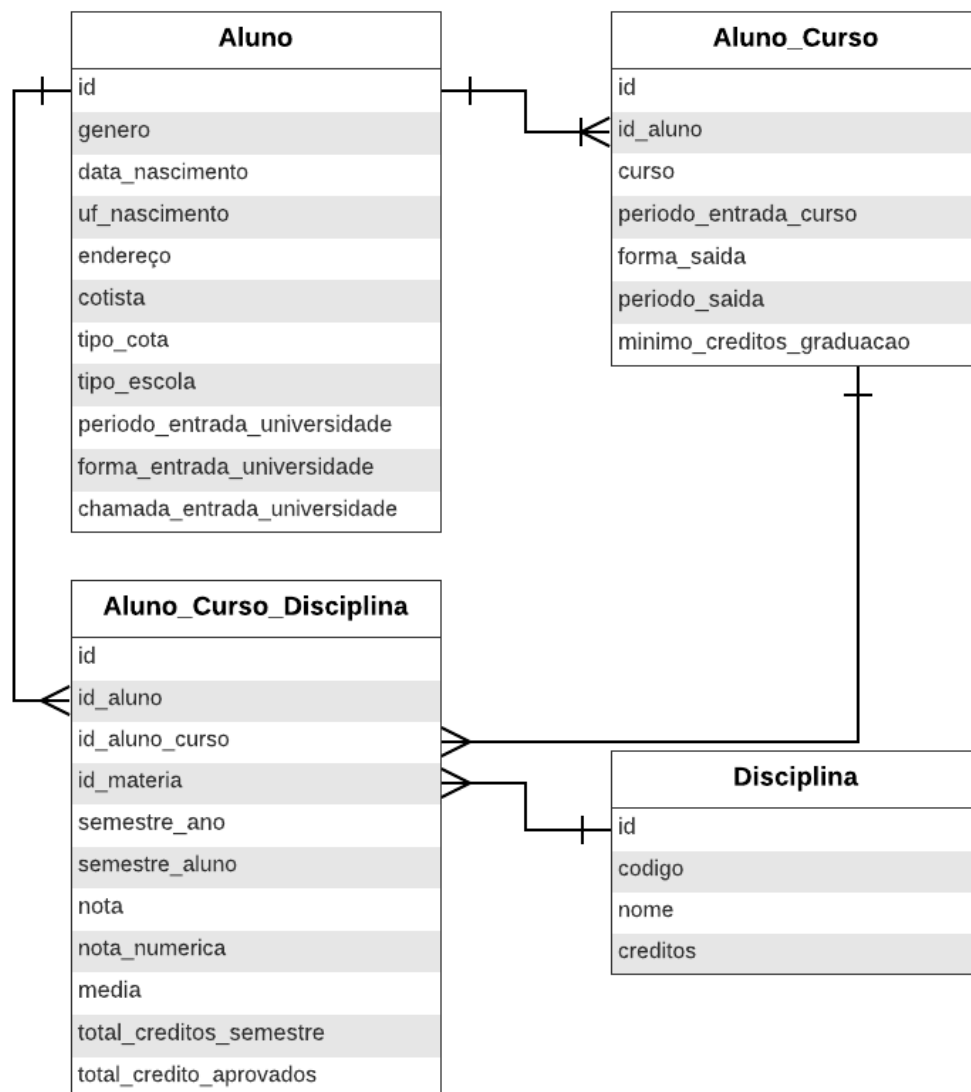 Aluno
id
genero
data_nascimento
uf_nascimento
endereço
cotista
tipo_cota
tipo_escola
periodo_entrada_universidade
forma_entrada_universidade
chamada_entrada_universidade
Aluno_Curso
id
id_aluno
curso
periodo_entrada_curso
forma_saida
periodo_saida
minimo_creditos_graduacao
Aluno_Curso_Disciplina
id
id_aluno
id_aluno_curso
id_materia
semestre_ano
semestre_aluno
nota
nota_numerica
media
total_creditos_semestre
total_credito_aprovados
Disciplina
id
codigo
nome
creditos